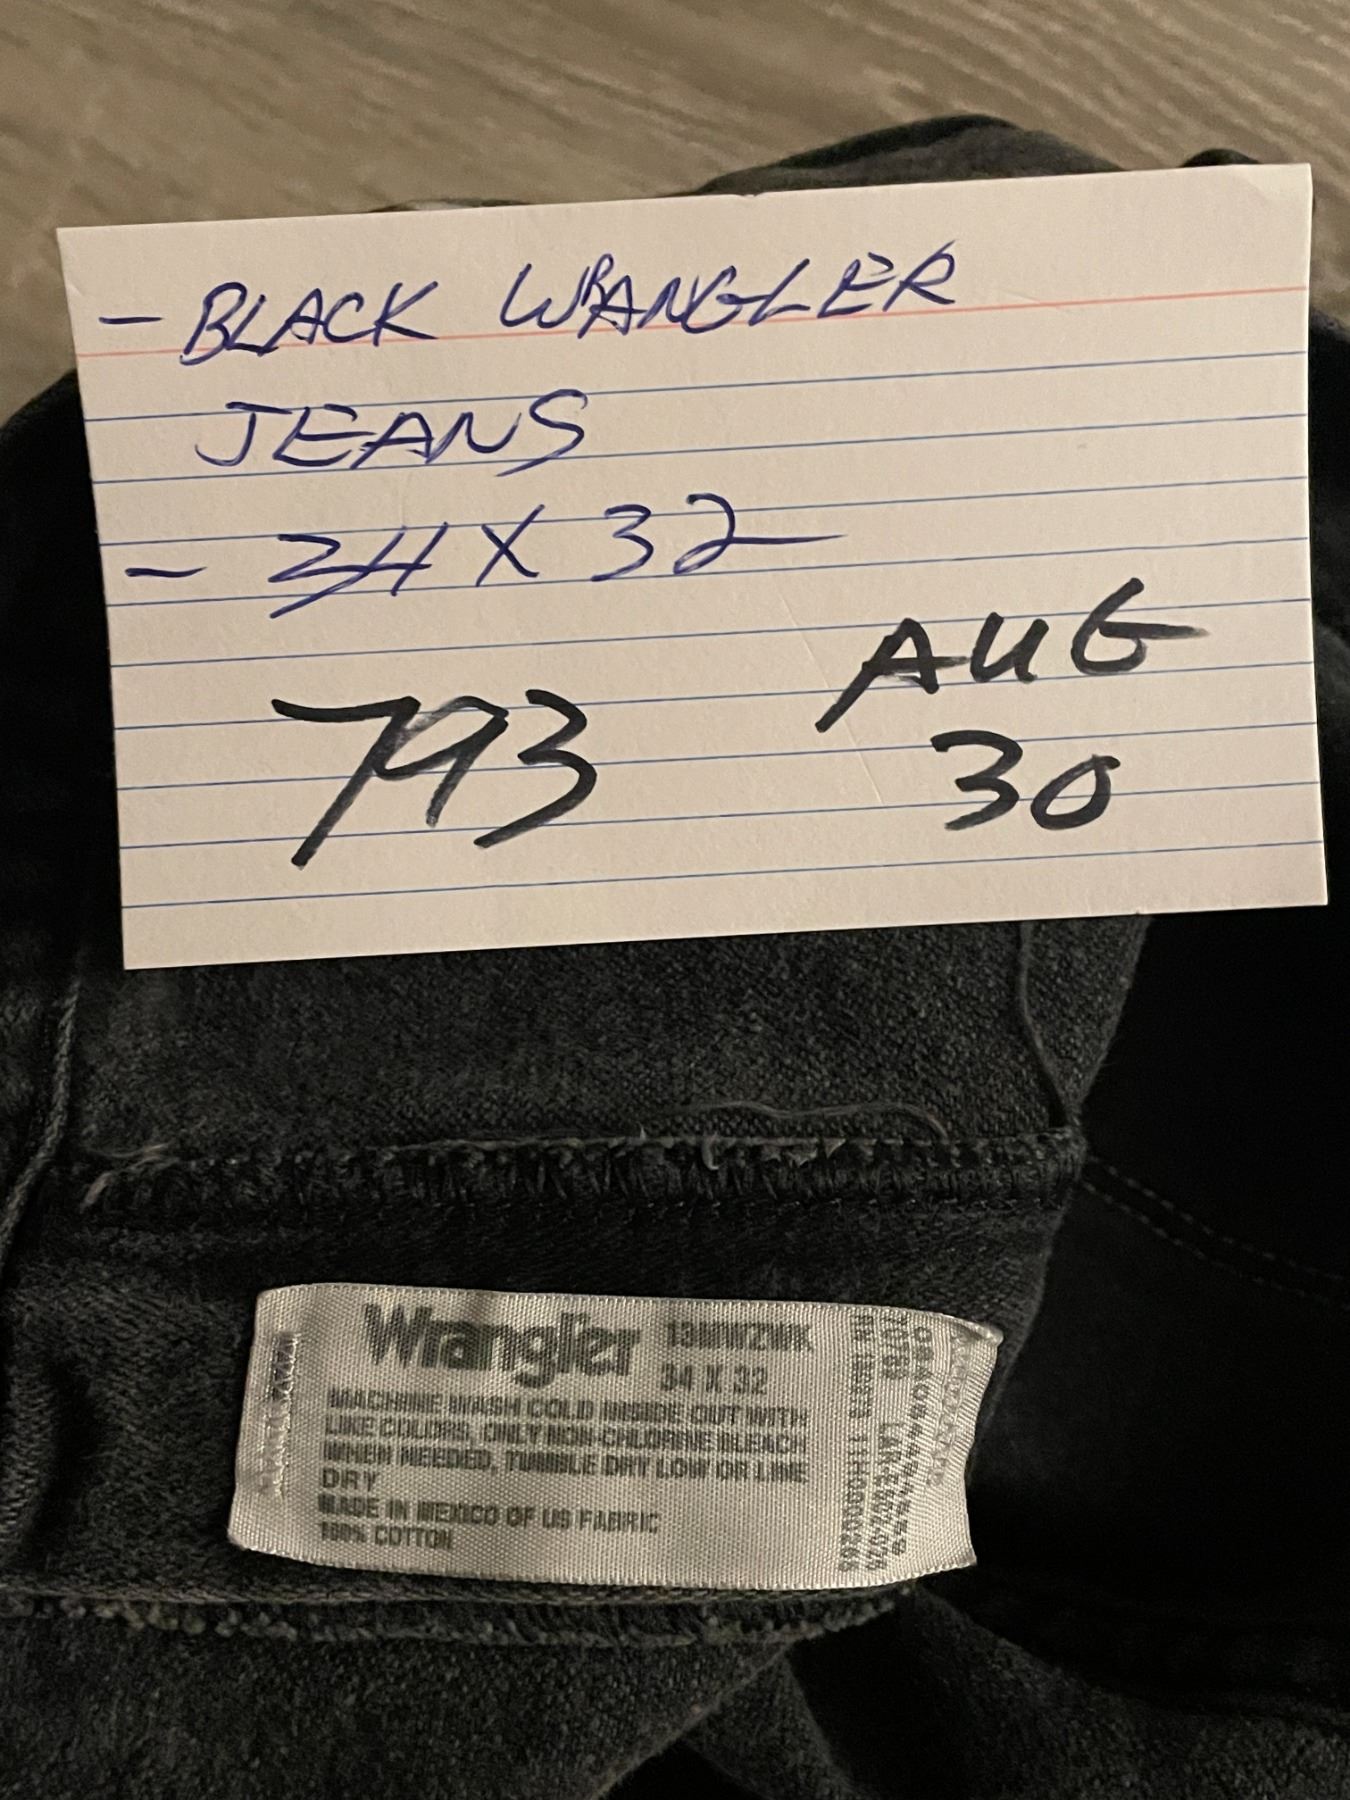 - BLACK WRANGLER
JEANS
- 34 X 32
AUG
793
30
Wrangler 13MWZWK
34 X 32
MACHINE WASH COLD INSIDE OUT WITH
LIKE COLORS, ONLY NON-CHLORINE BLEACH
WHEN NEEDED, TUMBLE DRY LOW OR LINE
DRY
MADE IN MEXICO OF US FABRIC
100% COTTON